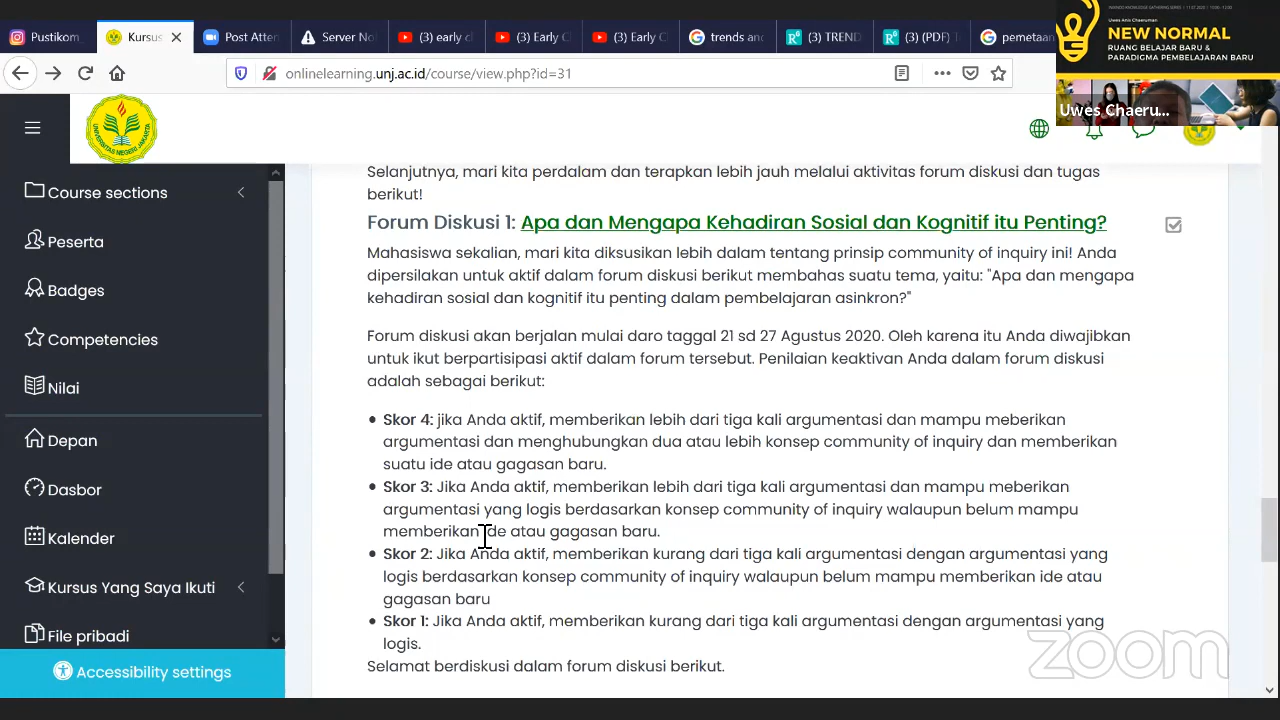 Pustikom
Kursus
Post Atten
Server No
(3) early cl
(3) Early C
(3) Early C
trends and
(3) TREND
(3) (PDF)
pemetaan
onlinelearning.unj.ac.id/course/view.php?id=31
Uwes Anis Chaeruman
NEW NORMAL
RUANG BELAJAR BARU &
PARADIGMA PEMBELAJARAN BARU
Uwes Chaeru...
UNIVERSITAS NEGERI JAKARTA
Course sections
Peserta
Badges
Competencies
Nilai
Depan
Dasbor
Kalender
Kursus Yang Saya Ikuti
File pribadi
Accessibility settings
Selanjutnya, mari kita perdalam dan terapkan lebih jauh melalui aktivitas forum diskusi dan tugas
berikut!
Forum Diskusi 1: Apa dan Mengapa Kehadiran Sosial dan Kognitif itu Penting?
Mahasiswa sekalian, mari kita diksusikan lebih dalam tentang prinsip community of inquiry ini! Anda
dipersilakan untuk aktif dalam forum diskusi berikut membahas suatu tema, yaitu: "Apa dan mengapa
kehadiran sosial dan kognitif itu penting dalam pembelajaran asinkron?"
Forum diskusi akan berjalan mulai daro taggal 21 sd 27 Agustus 2020. Oleh karena itu Anda diwajibkan
untuk ikut berpartisipasi aktif dalam forum tersebut. Penilaian keaktivan Anda dalam forum diskusi
adalah sebagai berikut:
• Skor 4: jika Anda aktif, memberikan lebih dari tiga kali argumentasi dan mampu meberikan
argumentasi dan menghubungkan dua atau lebih konsep community of inquiry dan memberikan
suatu ide atau gagasan baru.
• Skor 3: Jika Anda aktif, memberikan lebih dari tiga kali argumentasi dan mampu meberikan
argumentasi yang logis berdasarkan konsep community of inquiry walaupun belum mampu
memberikan ide atau gagasan baru.
• Skor 2: Jika Anda aktif, memberikan kurang dari tiga kali argumentasi dengan argumentasi yang
logis berdasarkan konsep community of inquiry walaupun belum mampu memberikan ide atau
gagasan baru
• Skor 1: Jika Anda aktif, memberikan kurang dari tiga kali argumentasi dengan argumentasi yang
logis.
Selamat berdiskusi dalam forum diskusi berikut.
zoom